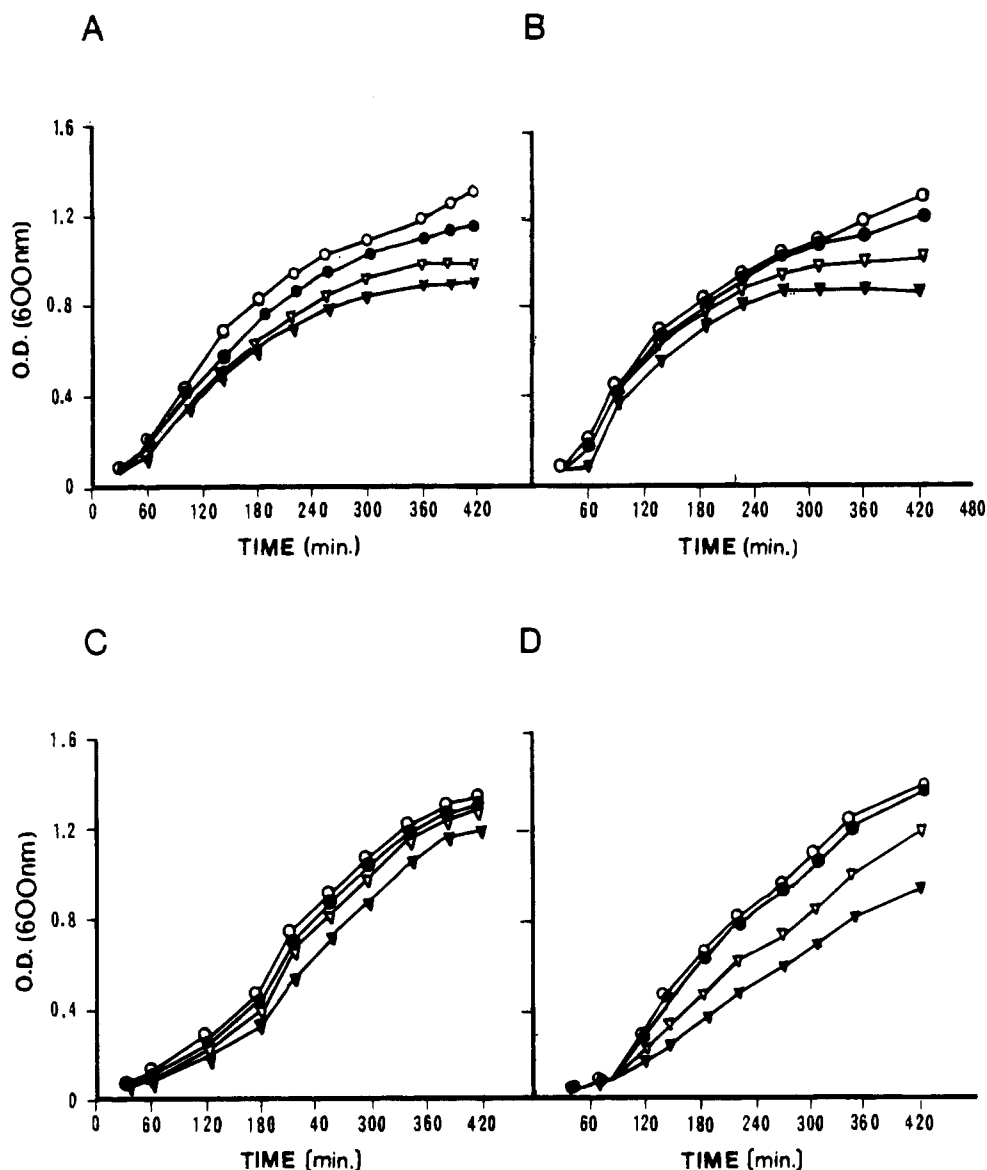 A
B
1.6
1.2
0.8
0.4
0
O.D. (600nm)
0 60 120 180 240 300 360 420
60 120 180 240 300 360 420 480
TIME (min.)
TIME (min.)
C
D
1.6
1.2
0.8
0.4
0
O.D. (600nm)
0 60 120 180 40 300 360 420
60 120 180 240 300 360 420
TIME [min.]
TIME [min.]